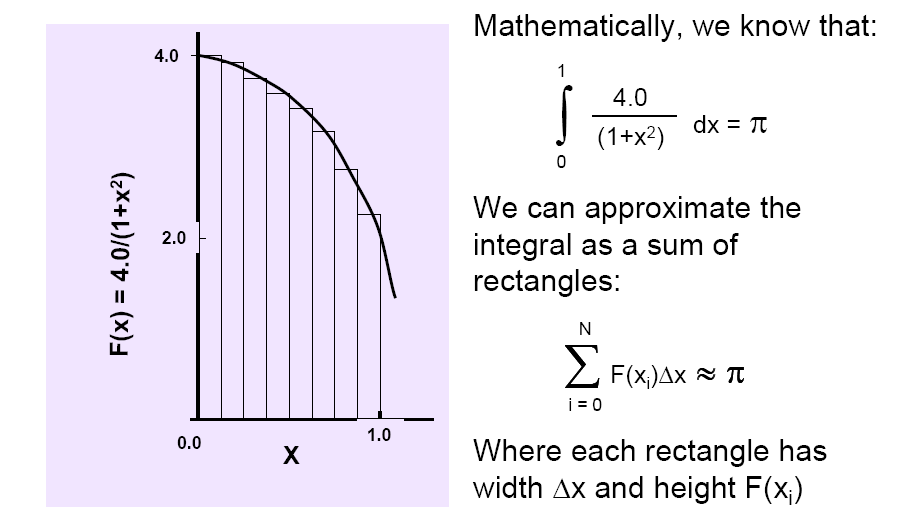 4.0
2.0
0.0
1.0
X
F(x) = 4.0/(1+x²)
Mathematically, we know that:
1
4.0
∫ dx = π
(1+x²)
0
We can approximate the
integral as a sum of
rectangles:
N
∑ F(xᵢ)Δx ≈ π
i = 0
Where each rectangle has
width Δx and height F(xᵢ)